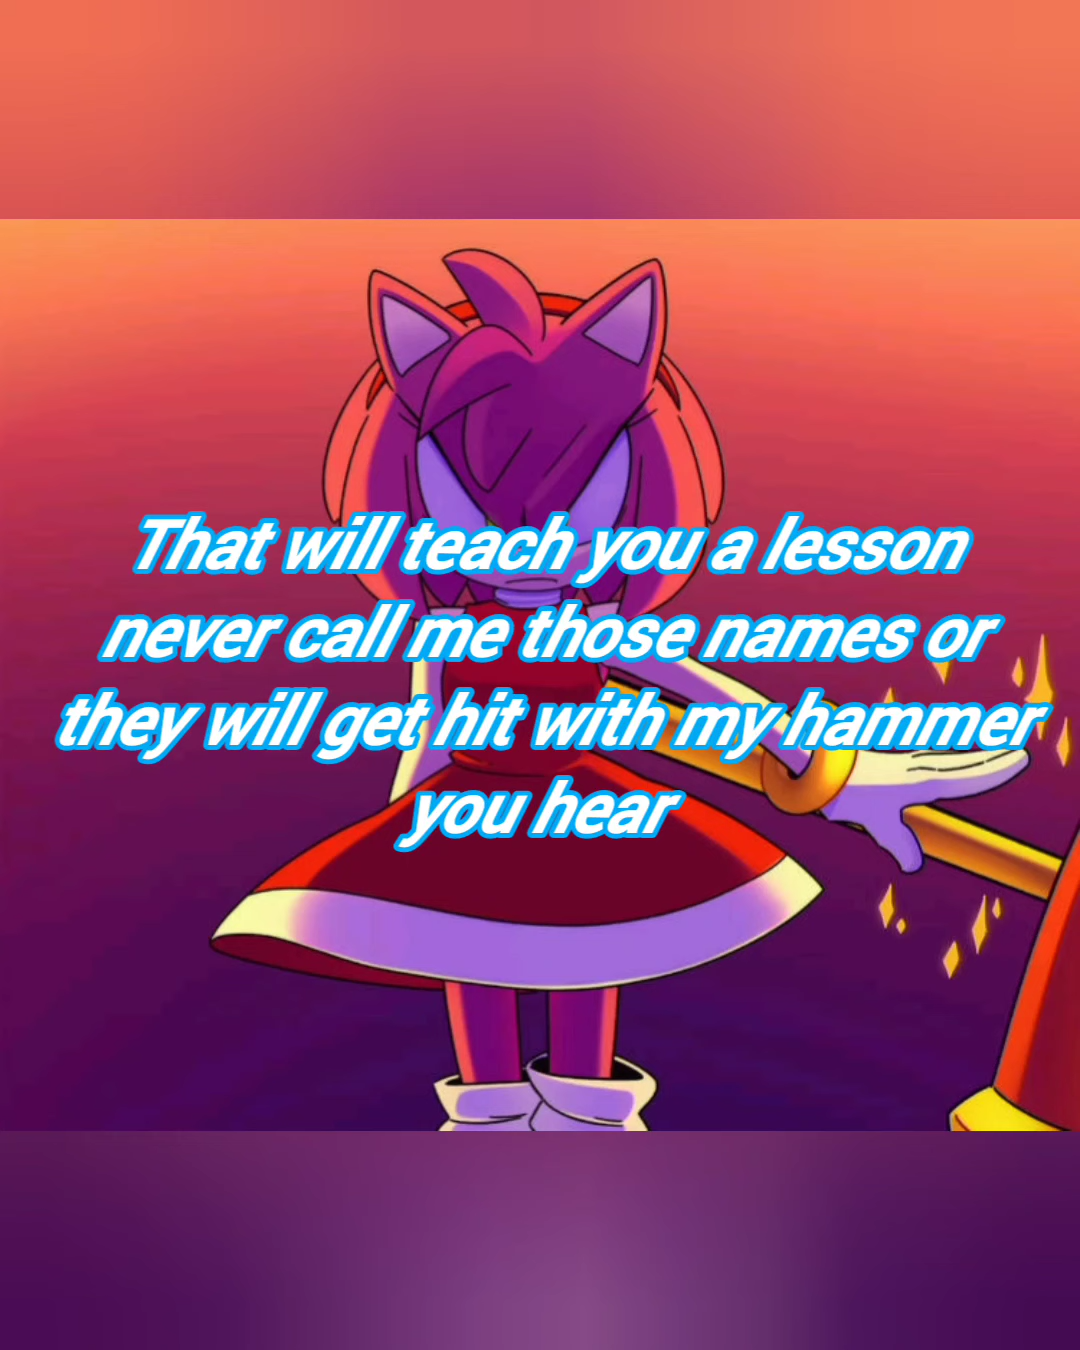 That will teach you a lesson
never call me those names or
they will get hit with my hammer
you hear